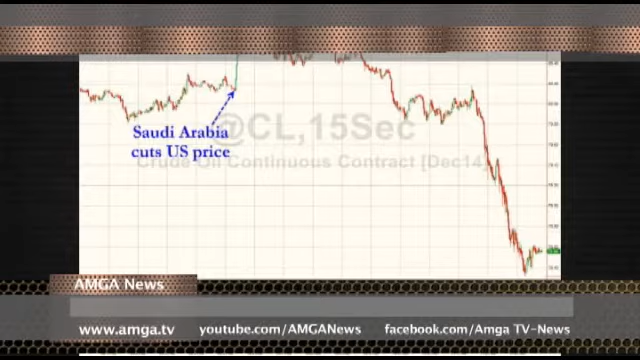 @CL,15Sec
Saudi Arabia
cuts US price
Crude Oil Continuous Contract [Dec14]
AMGA News
www.amga.tv youtube.com/AMGANews facebook.com/Amga TV-News